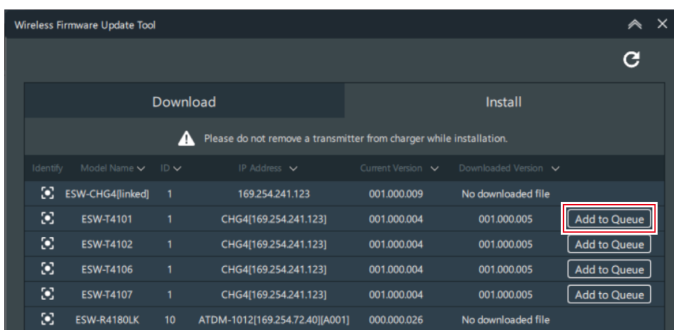 Wireless Firmware Update Tool
Download Install
Please do not remove a transmitter from charger while installation.
Identify Model Name ID IP Address Current Version Downloaded Version
ESW-CHG4[linked] 1 169.254.241.123 001.000.009 No downloaded file
ESW-T4101 1 CHG4[169.254.241.123] 001.000.004 001.000.005 Add to Queue
ESW-T4102 1 CHG4[169.254.241.123] 001.000.004 001.000.005 Add to Queue
ESW-T4106 1 CHG4[169.254.241.123] 001.000.004 001.000.005 Add to Queue
ESW-T4107 1 CHG4[169.254.241.123] 001.000.004 001.000.005 Add to Queue
ESW-R4180LK 10 ATDM-1012[169.254.72.40][A001] 000.000.026 No downloaded file